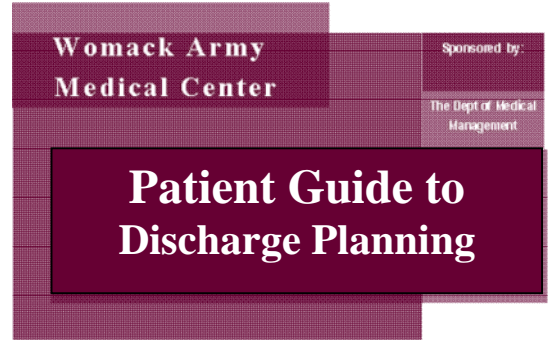 Womack Army
Medical Center
Sponsored by:
The Dept of Medical
Management
Patient Guide to
Discharge Planning